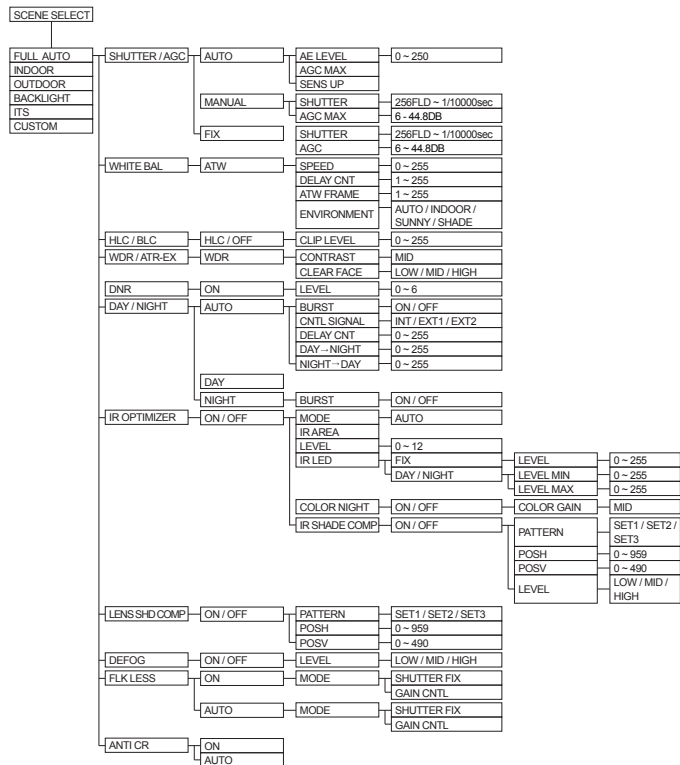 SCENE SELECT
FULL AUTO SHUTTER / AGC AUTO AE LEVEL 0 ~ 250
INDOOR AGC MAX
OUTDOOR SENS UP
BACKLIGHT MANUAL SHUTTER 256FLD ~ 1/10000sec
ITS AGC MAX 6 - 44.8DB
CUSTOM FIX SHUTTER 256FLD ~ 1/10000sec
AGC 6 ~ 44.8DB
WHITE BAL ATW SPEED 0 ~ 255
DELAY CNT 1 ~ 255
ATW FRAME 1 ~ 255
ENVIRONMENT AUTO / INDOOR /
SUNNY / SHADE
HLC / BLC HLC / OFF CLIP LEVEL 0 ~ 255
WDR / ATR-EX WDR CONTRAST MID
CLEAR FACE LOW / MID / HIGH
DNR ON LEVEL 0 ~ 6
DAY / NIGHT AUTO BURST ON / OFF
CNTL SIGNAL INT / EXT1 / EXT2
DELAY CNT 0 ~ 255
DAY→NIGHT 0 ~ 255
NIGHT→DAY 0 ~ 255
DAY
NIGHT BURST ON / OFF
IR OPTIMIZER ON / OFF MODE AUTO
IR AREA
LEVEL 0 ~ 12
IR LED FIX LEVEL 0 ~ 255
DAY / NIGHT LEVEL MIN 0 ~ 255
LEVEL MAX 0 ~ 255
COLOR NIGHT ON / OFF COLOR GAIN MID
IR SHADE COMP ON / OFF PATTERN SET1 / SET2 /
SET3
POSH 0 ~ 959
POSV 0 ~ 490
LEVEL LOW / MID /
HIGH
LENS SHD COMP ON / OFF PATTERN SET1 / SET2 / SET3
POSH 0 ~ 959
POSV 0 ~ 490
DEFOG ON / OFF LEVEL LOW / MID / HIGH
FLK LESS ON MODE SHUTTER FIX
GAIN CNTL
AUTO MODE SHUTTER FIX
GAIN CNTL
ANTI CR ON
AUTO